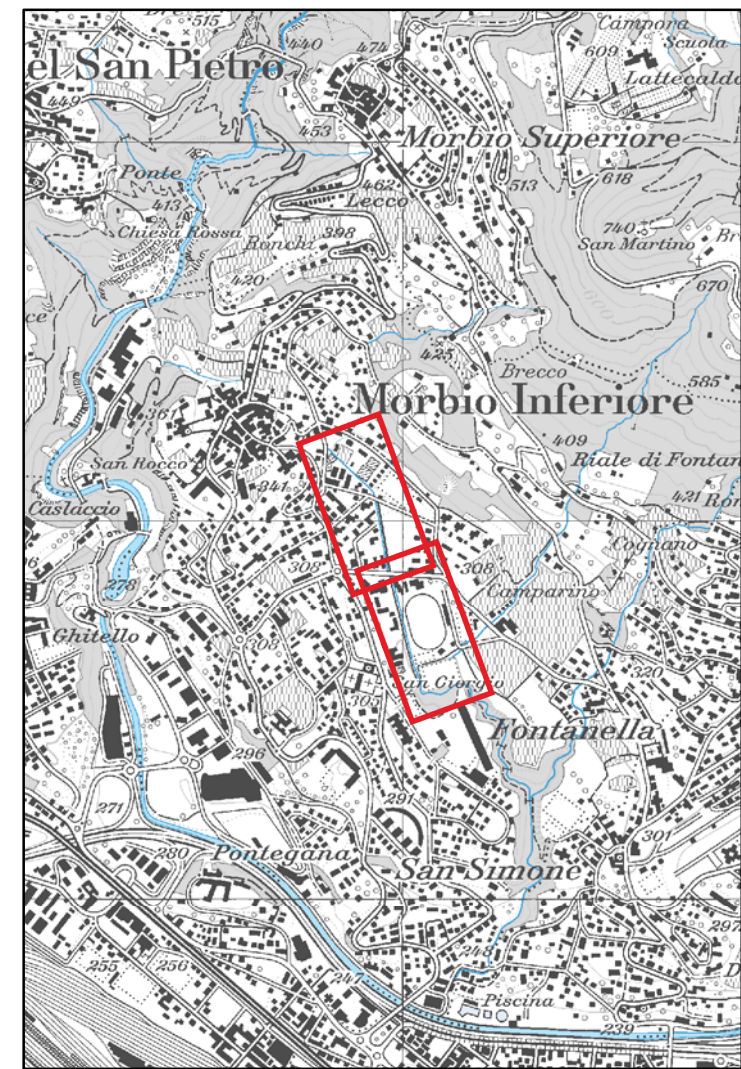 515
440
474
Càmpora
609
Scuola
el San Pietro
Lattecaldo
449
453
Morbio Superiore
Ponte
462
513
618
413
Lecco
Chiesa Rossa
398
740
Ronchi
San Martino
420
670
425
Brecco
585
Morbio Inferiore
361
409
San Rocco
Riale di Fontan
341
421
Caslaccio
Cognano
308
308
278
Camparino
Ghitello
308
320
San Giorgio
305
Fontanella
296
271
291
301
280
Pontegana
San Simone
297
255
256
247
248
Piscina
239